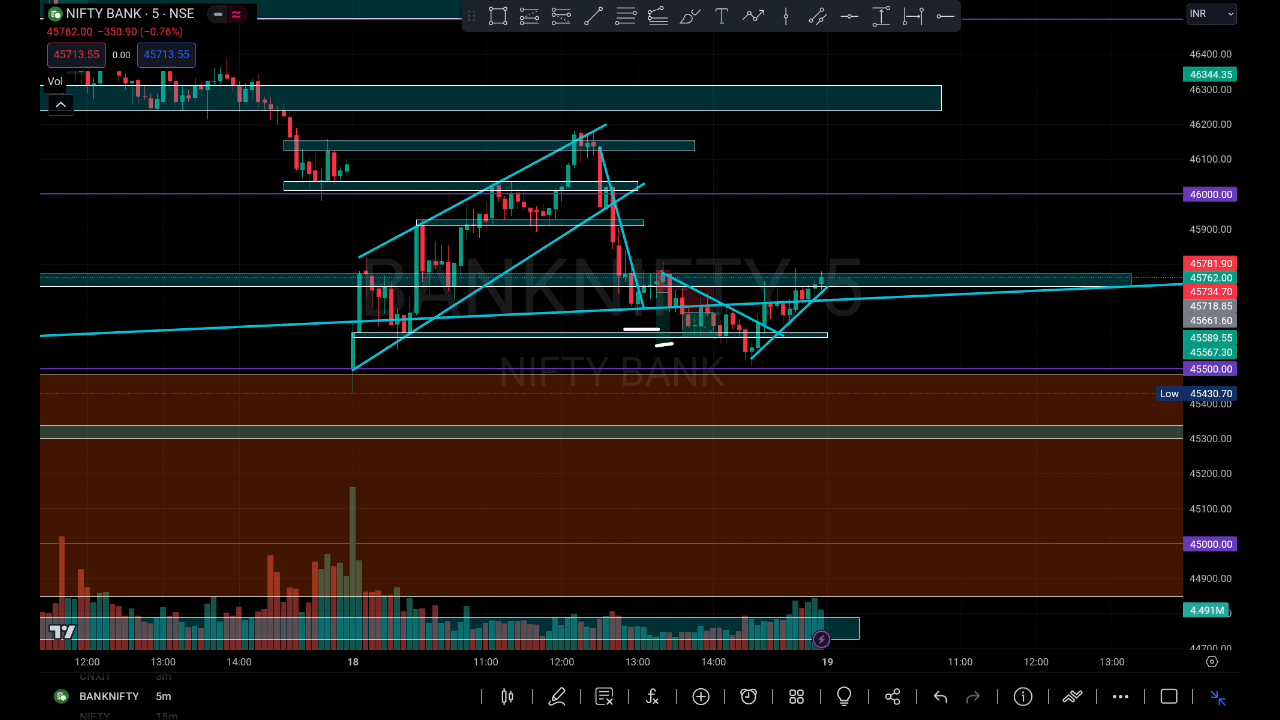 NIFTY BANK · 5 · NSE
INR
45762.00 −350.90 (−0.76%)
45713.55 0.00 45713.55
Vol
46400.00
46344.35
46300.00
46200.00
46100.00
46000.00
45900.00
45781.90
45762.00
45734.70
45718.85
45661.60
45589.55
45567.30
45500.00
Low 45430.70
45400.00
45300.00
45200.00
45100.00
45000.00
44900.00
4.491M
44700.00
BANKNIFTY, 5
NIFTY BANK
12:00 13:00 14:00 18 11:00 12:00 13:00 14:00 19 11:00 12:00 13:00
CNXIT 3m
BANKNIFTY 5m
NIFTY 15m